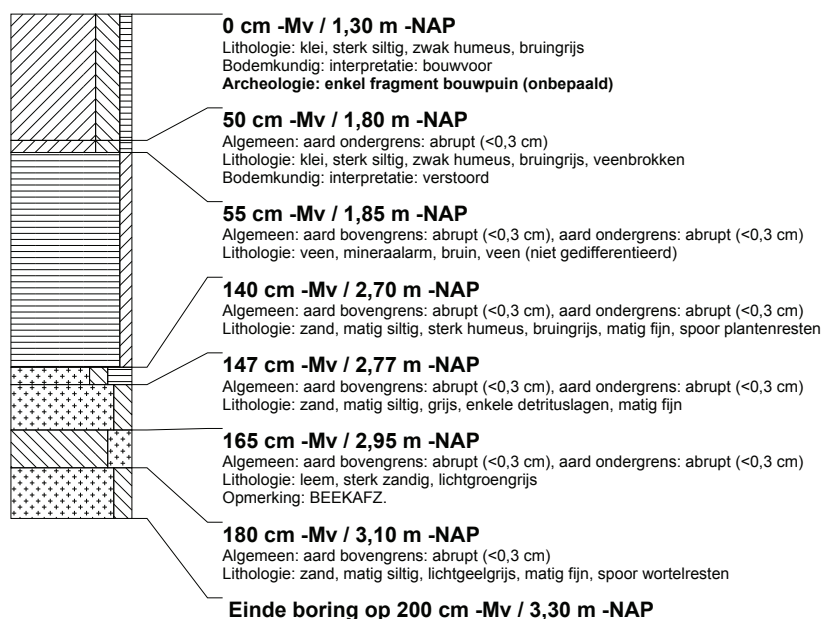 0 cm -Mv / 1,30 m -NAP
Lithologie: klei, sterk siltig, zwak humeus, bruingrijs
Bodemkundig: interpretatie: bouwvoor
Archeologie: enkel fragment bouwpuin (onbepaald)
50 cm -Mv / 1,80 m -NAP
Algemeen: aard ondergrens: abrupt (<0,3 cm)
Lithologie: klei, sterk siltig, zwak humeus, bruingrijs, veenbrokken
Bodemkundig: interpretatie: verstoord
55 cm -Mv / 1,85 m -NAP
Algemeen: aard bovengrens: abrupt (<0,3 cm), aard ondergrens: abrupt (<0,3 cm)
Lithologie: veen, mineraalarm, bruin, veen (niet gedifferentieerd)
140 cm -Mv / 2,70 m -NAP
Algemeen: aard bovengrens: abrupt (<0,3 cm), aard ondergrens: abrupt (<0,3 cm)
Lithologie: zand, matig siltig, sterk humeus, bruingrijs, matig fijn, spoor plantenresten
147 cm -Mv / 2,77 m -NAP
Algemeen: aard bovengrens: abrupt (<0,3 cm), aard ondergrens: abrupt (<0,3 cm)
Lithologie: zand, matig siltig, grijs, enkele detrituslagen, matig fijn
165 cm -Mv / 2,95 m -NAP
Algemeen: aard bovengrens: abrupt (<0,3 cm), aard ondergrens: abrupt (<0,3 cm)
Lithologie: leem, sterk zandig, lichtgroengrijs
Opmerking: BEEKAFZ.
180 cm -Mv / 3,10 m -NAP
Algemeen: aard bovengrens: abrupt (<0,3 cm)
Lithologie: zand, matig siltig, lichtgeelgrijs, matig fijn, spoor wortelresten
Einde boring op 200 cm -Mv / 3,30 m -NAP